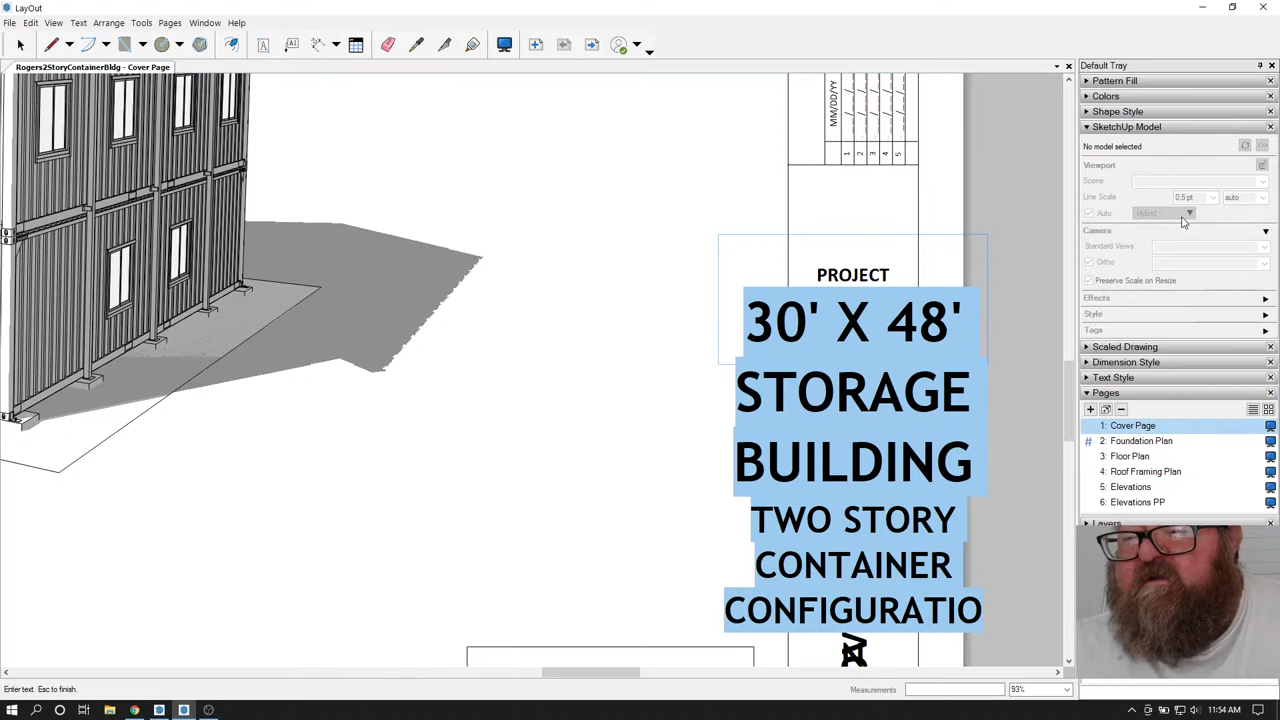 LayOut
File Edit View Text Arrange Tools Pages Window Help
Rogers2StoryContainerBldg - Cover Page
Default Tray
Pattern Fill
Colors
Shape Style
SketchUp Model
No model selected
Viewport
Scene
Line Scale 0.5 pt auto
Auto Hybrid
Camera
Standard Views
Ortho
Preserve Scale on Resize
Effects
Style
Tags
Scaled Drawing
Dimension Style
Text Style
Pages
1: Cover Page
# 2: Foundation Plan
3: Floor Plan
4: Roof Framing Plan
5: Elevations
6: Elevations PP
Layers
MM/DD/YY
1 2 3 4 5
PROJECT
30' X 48'
STORAGE
BUILDING
TWO STORY
CONTAINER
CONFIGURATIO
Enter text. Esc to finish.
Measurements
93%
11:54 AM